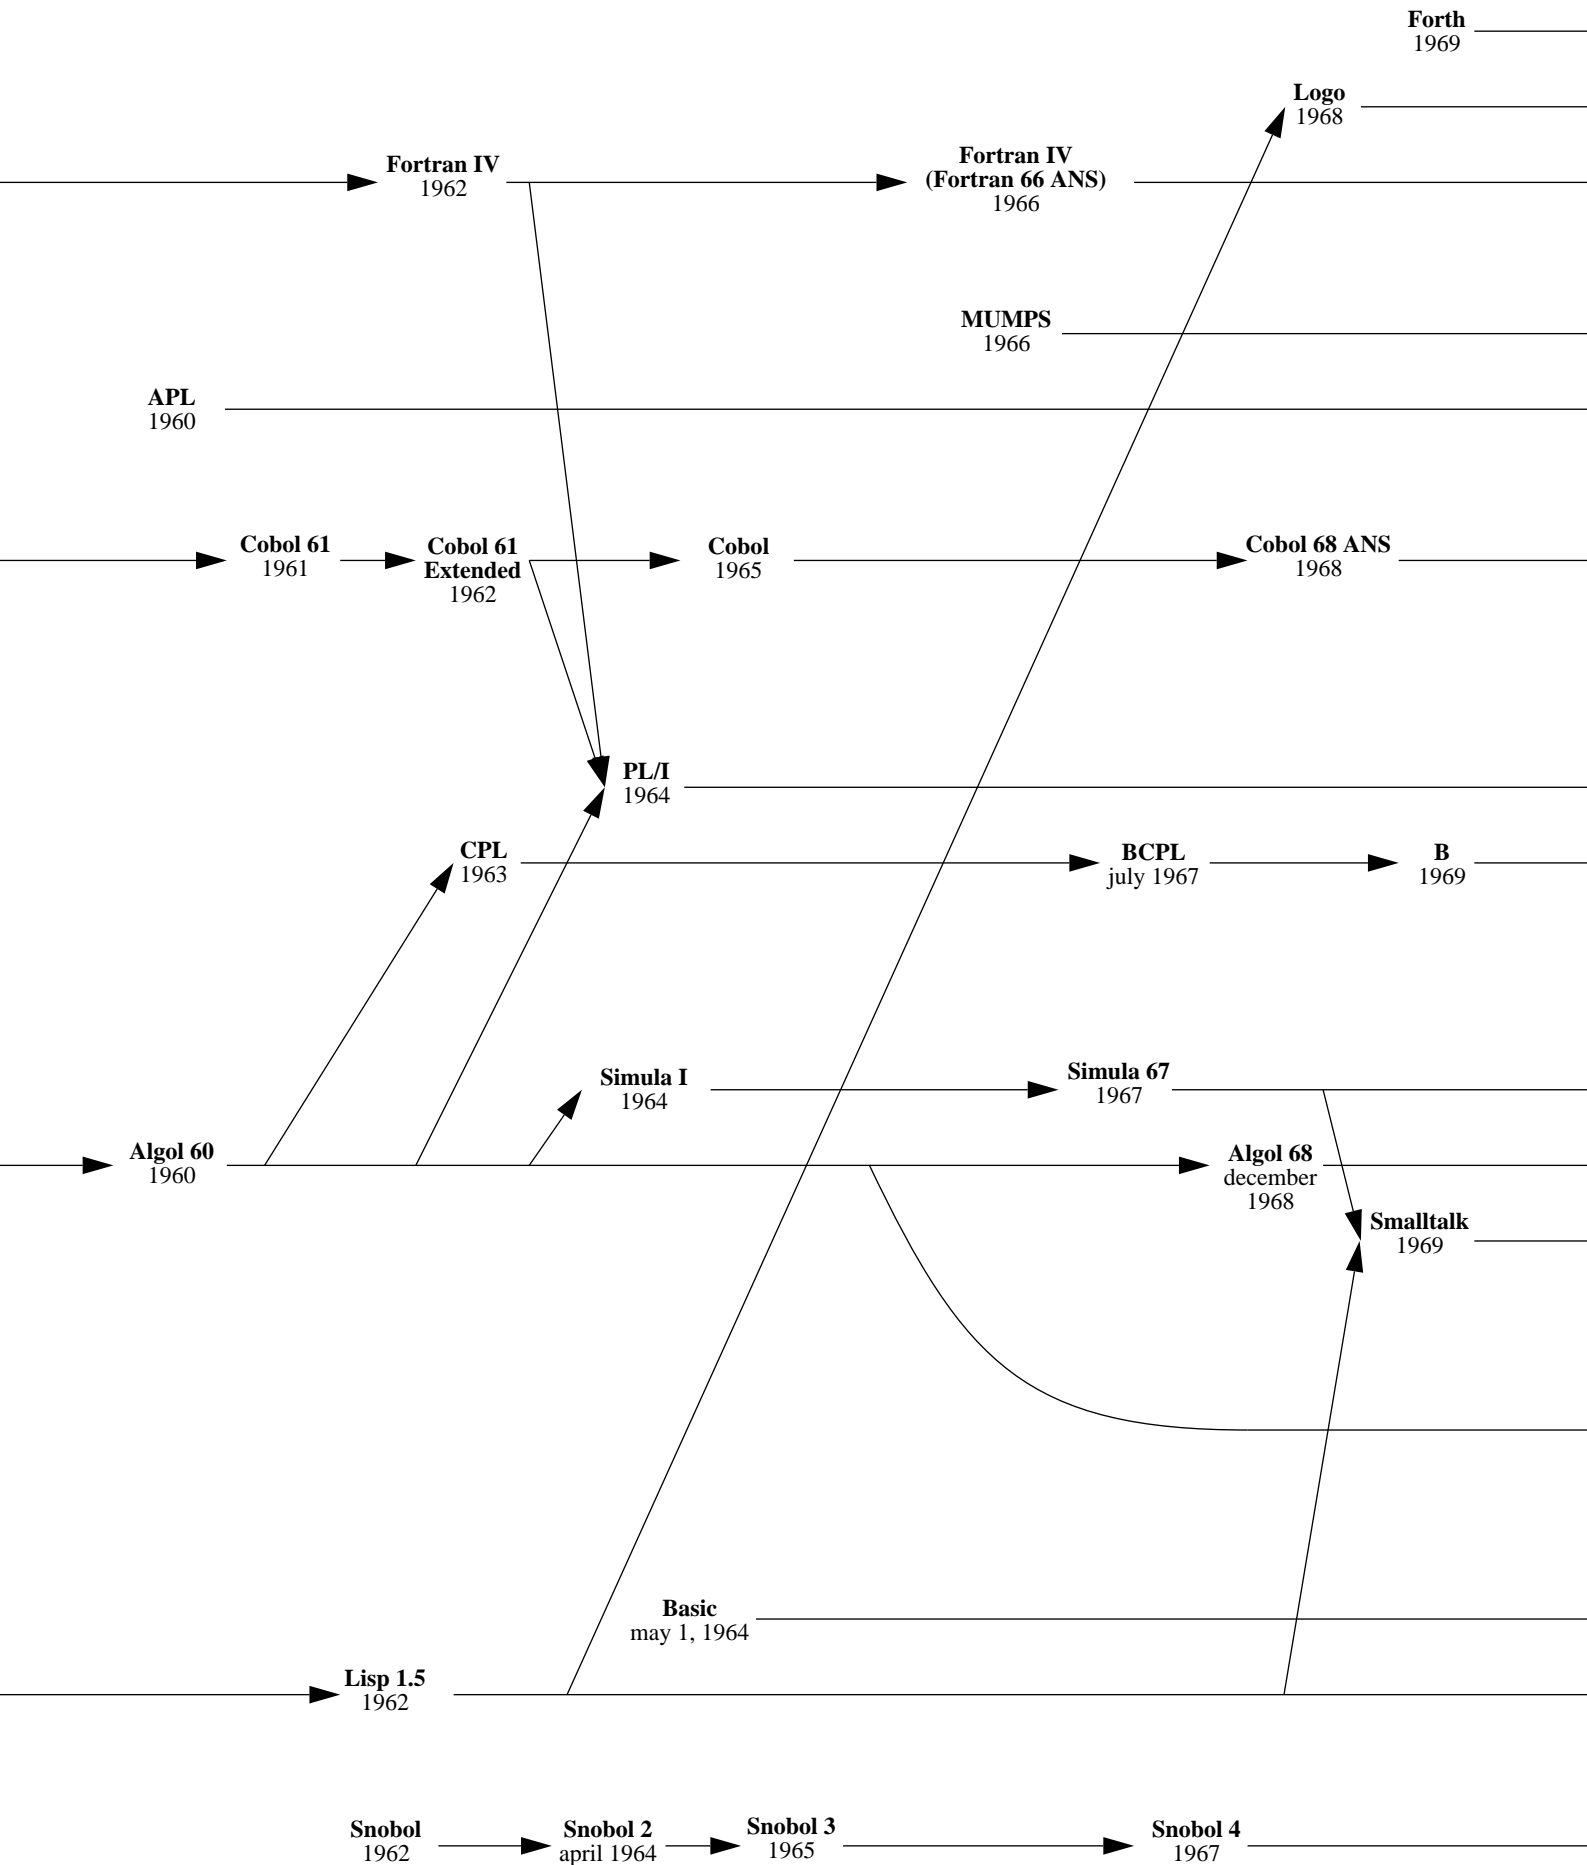 Forth
1969
Logo
1968
Fortran IV
1962
Fortran IV
(Fortran 66 ANS)
1966
MUMPS
1966
APL
1960
Cobol 61
1961
Cobol 61
Extended
1962
Cobol
1965
Cobol 68 ANS
1968
PL/I
1964
CPL
1963
BCPL
july 1967
B
1969
Simula I
1964
Simula 67
1967
Algol 60
1960
Algol 68
december
1968
Smalltalk
1969
Basic
may 1, 1964
Lisp 1.5
1962
Snobol
1962
Snobol 2
april 1964
Snobol 3
1965
Snobol 4
1967